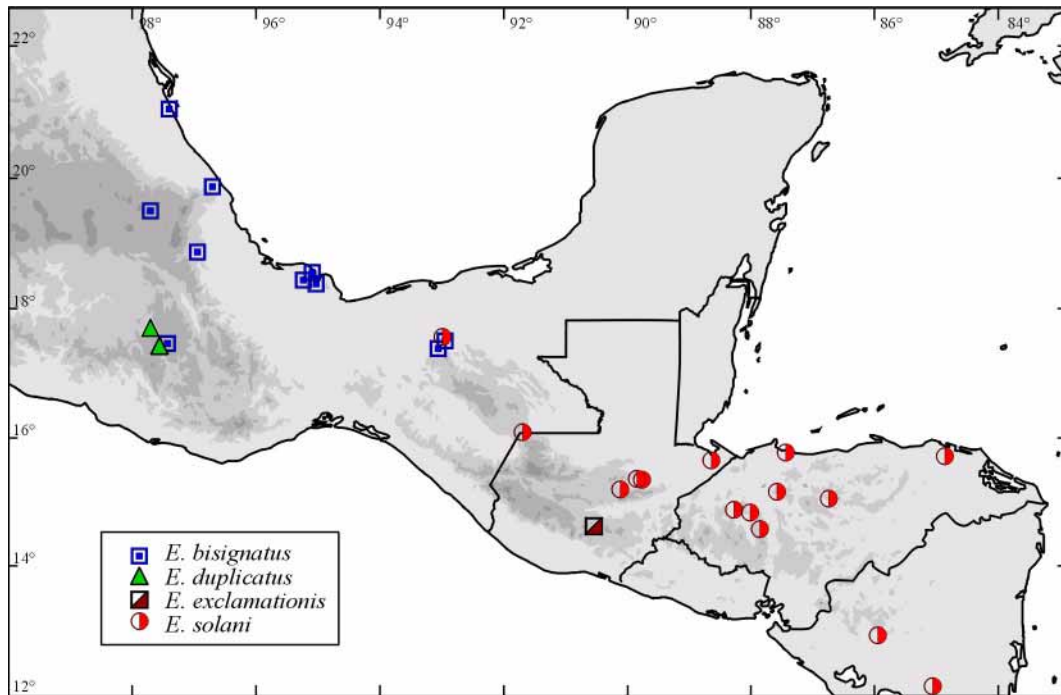 98° 96° 94° 92° 90° 88° 86° 84°
22°
20°
18°
16°
14°
12°
E. bisignatus
E. duplicatus
E. exclamationis
E. solani